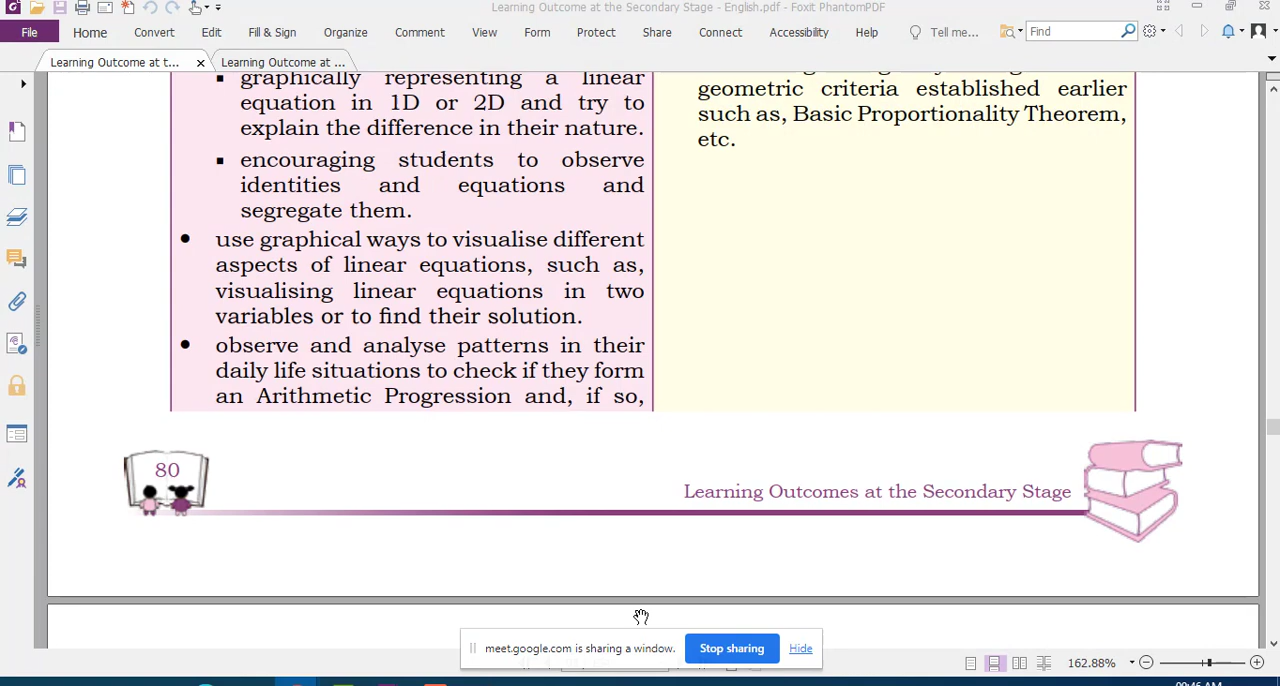 Learning Outcome at the Secondary Stage - English.pdf - Foxit PhantomPDF
File Home Convert Edit Fill & Sign Organize Comment View Form Protect Share Connect Accessibility Help Tell me... Find
Learning Outcome at t... × Learning Outcome at ...
▪ graphically representing a linear
equation in 1D or 2D and try to
explain the difference in their nature.
▪ encouraging students to observe
identities and equations and
segregate them.
● use graphical ways to visualise different
aspects of linear equations, such as,
visualising linear equations in two
variables or to find their solution.
● observe and analyse patterns in their
daily life situations to check if they form
an Arithmetic Progression and, if so,
geometric criteria established earlier
such as, Basic Proportionality Theorem,
etc.
80
Learning Outcomes at the Secondary Stage
meet.google.com is sharing a window. Stop sharing Hide
162.88%